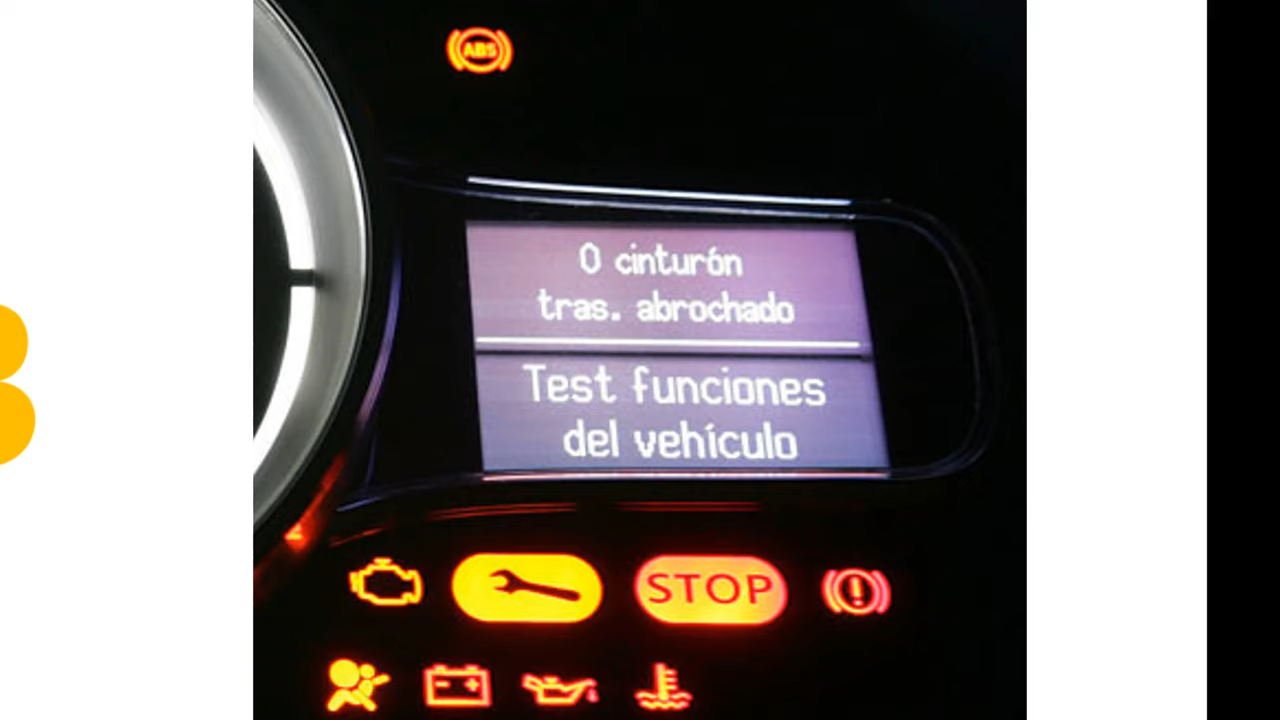 ABS
0 cinturón
tras. abrochado
Test funciones
del vehículo
STOP